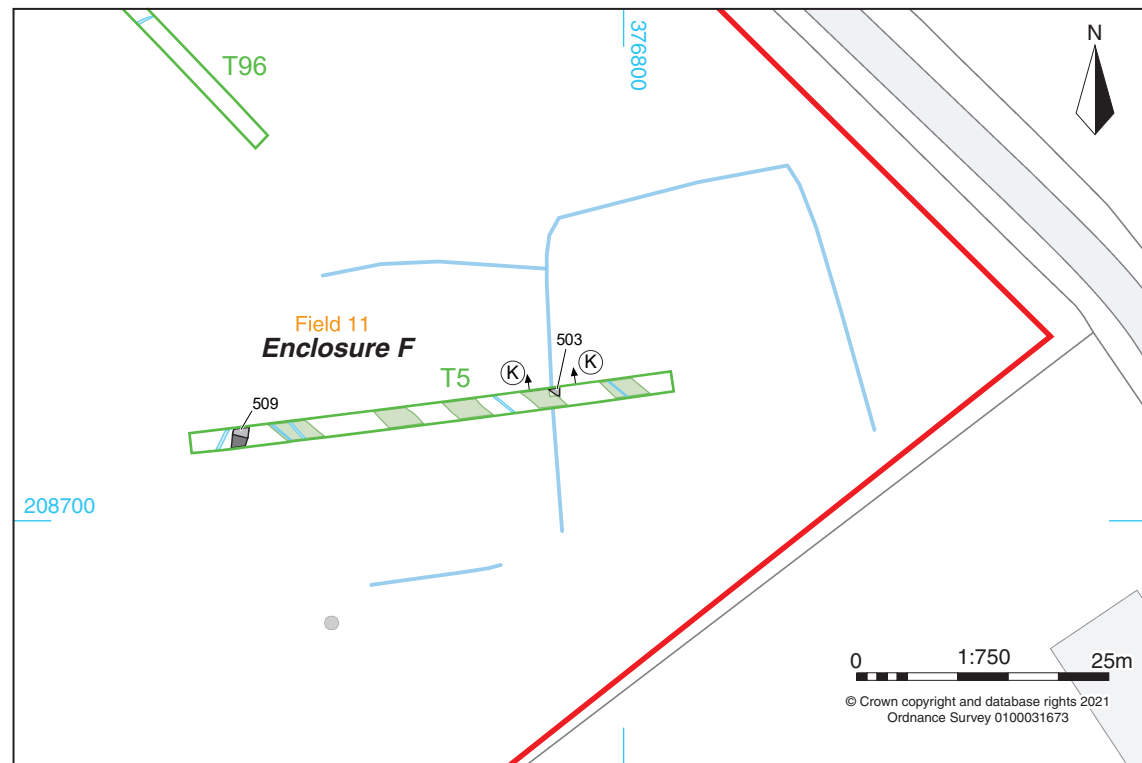 T96
376800
N
Field 11
Enclosure F
T5
K
503
K
509
208700
0 1:750 25m
© Crown copyright and database rights 2021
Ordnance Survey 0100031673